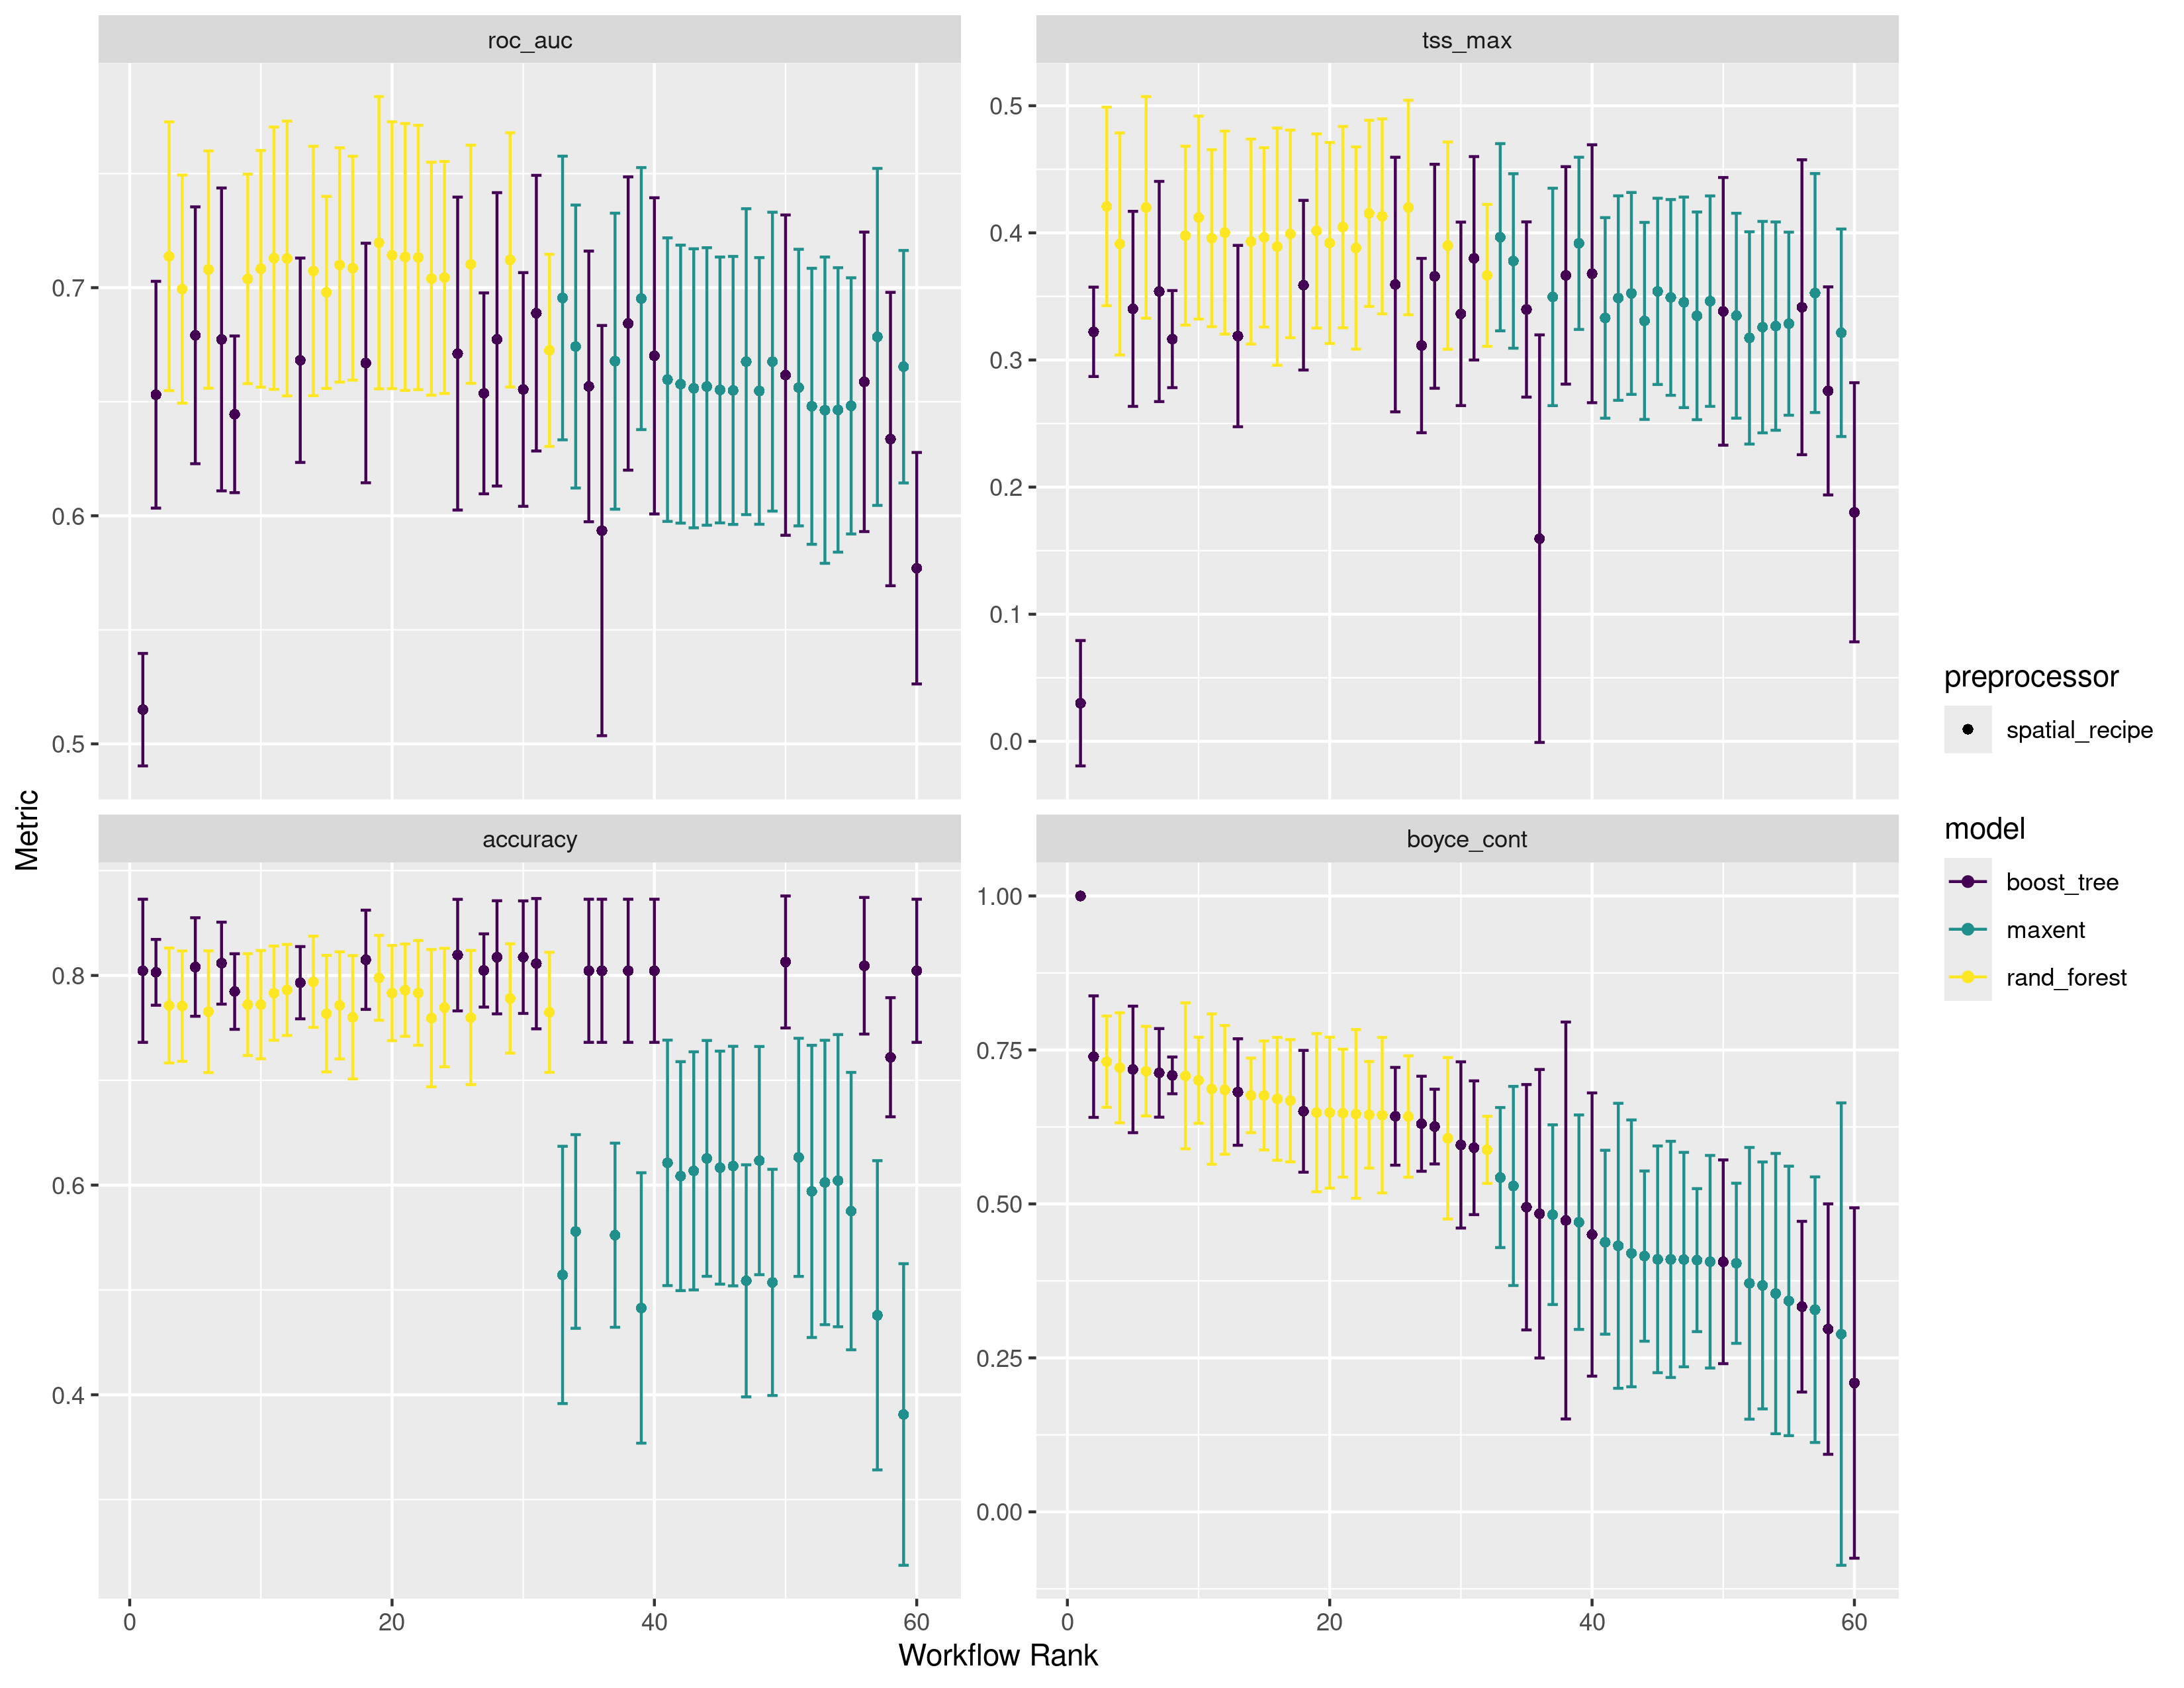 roc_auc
tss_max
0.7
0.6
0.5
0.5
0.4
0.3
0.2
0.1
0.0
accuracy
boyce_cont
0.8
0.6
0.4
1.00
0.75
0.50
0.25
0.00
0
20
40
60
0
20
40
60
Workflow Rank
Metric
preprocessor
spatial_recipe
model
boost_tree
maxent
rand_forest